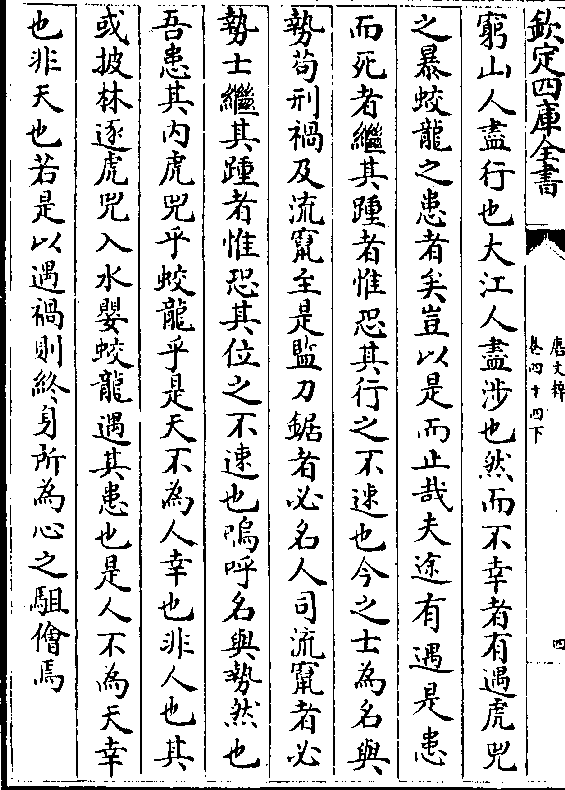 欽定四庫全書
唐文粹
卷四十四下
四
窮山人盡行也大江人盡涉也然而不幸者有遇虎兕
之暴蛟龍之患者矣豈以是而止哉夫途有遇是患
而死者繼其踵者惟恐其行之不速也今之士為名與
勢苟刑禍及流竄至是監刀鋸者必名人司流竄者必
勢士繼其踵者惟恐其位之不速也嗚呼名與勢然也
吾患其内虎兕乎蛟龍乎是天不為人幸也非人也其
或披林逐虎兕入水嬰蛟龍遇其患也是人不為天幸
也非天也若是以遇禍則終身所為心之駔儈焉